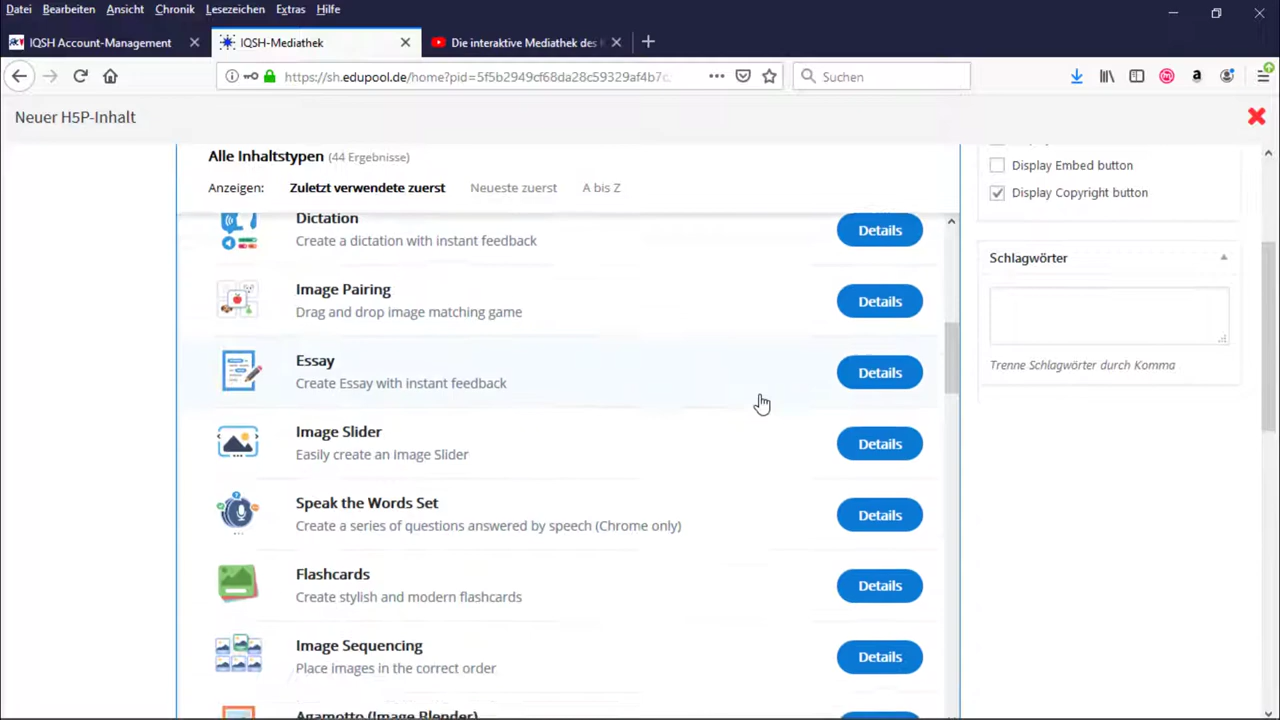 Datei Bearbeiten Ansicht Chronik Lesezeichen Extras Hilfe
IQSH Account-Management
IQSH-Mediathek
Die interaktive Mediathek des
https://sh.edupool.de/home?pid=5f5b2949cf68da28c59329af4b7c
Suchen
Neuer H5P-Inhalt
Alle Inhaltstypen (44 Ergebnisse)
Anzeigen: Zuletzt verwendete zuerst Neueste zuerst A bis Z
Dictation
Create a dictation with instant feedback
Details
Image Pairing
Drag and drop image matching game
Details
Essay
Create Essay with instant feedback
Details
Image Slider
Easily create an Image Slider
Details
Speak the Words Set
Create a series of questions answered by speech (Chrome only)
Details
Flashcards
Create stylish and modern flashcards
Details
Image Sequencing
Place images in the correct order
Details
Agamotto (Image Blender)
Display Embed button
Display Copyright button
Schlagwörter
Trenne Schlagwörter durch Komma